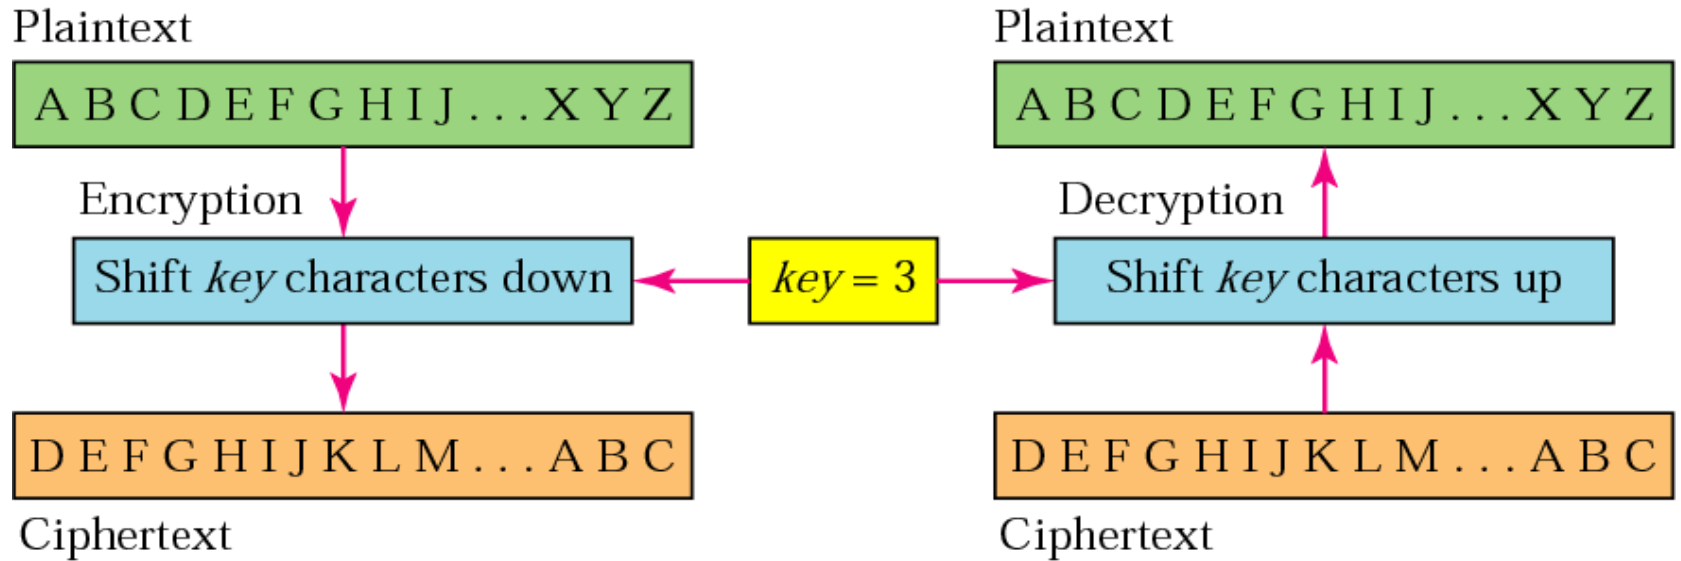 Plaintext
A B C D E F G H I J . . . X Y Z
Encryption
Shift key characters down
D E F G H I J K L M . . . A B C
Ciphertext
key = 3
Plaintext
A B C D E F G H I J . . . X Y Z
Decryption
Shift key characters up
D E F G H I J K L M . . . A B C
Ciphertext